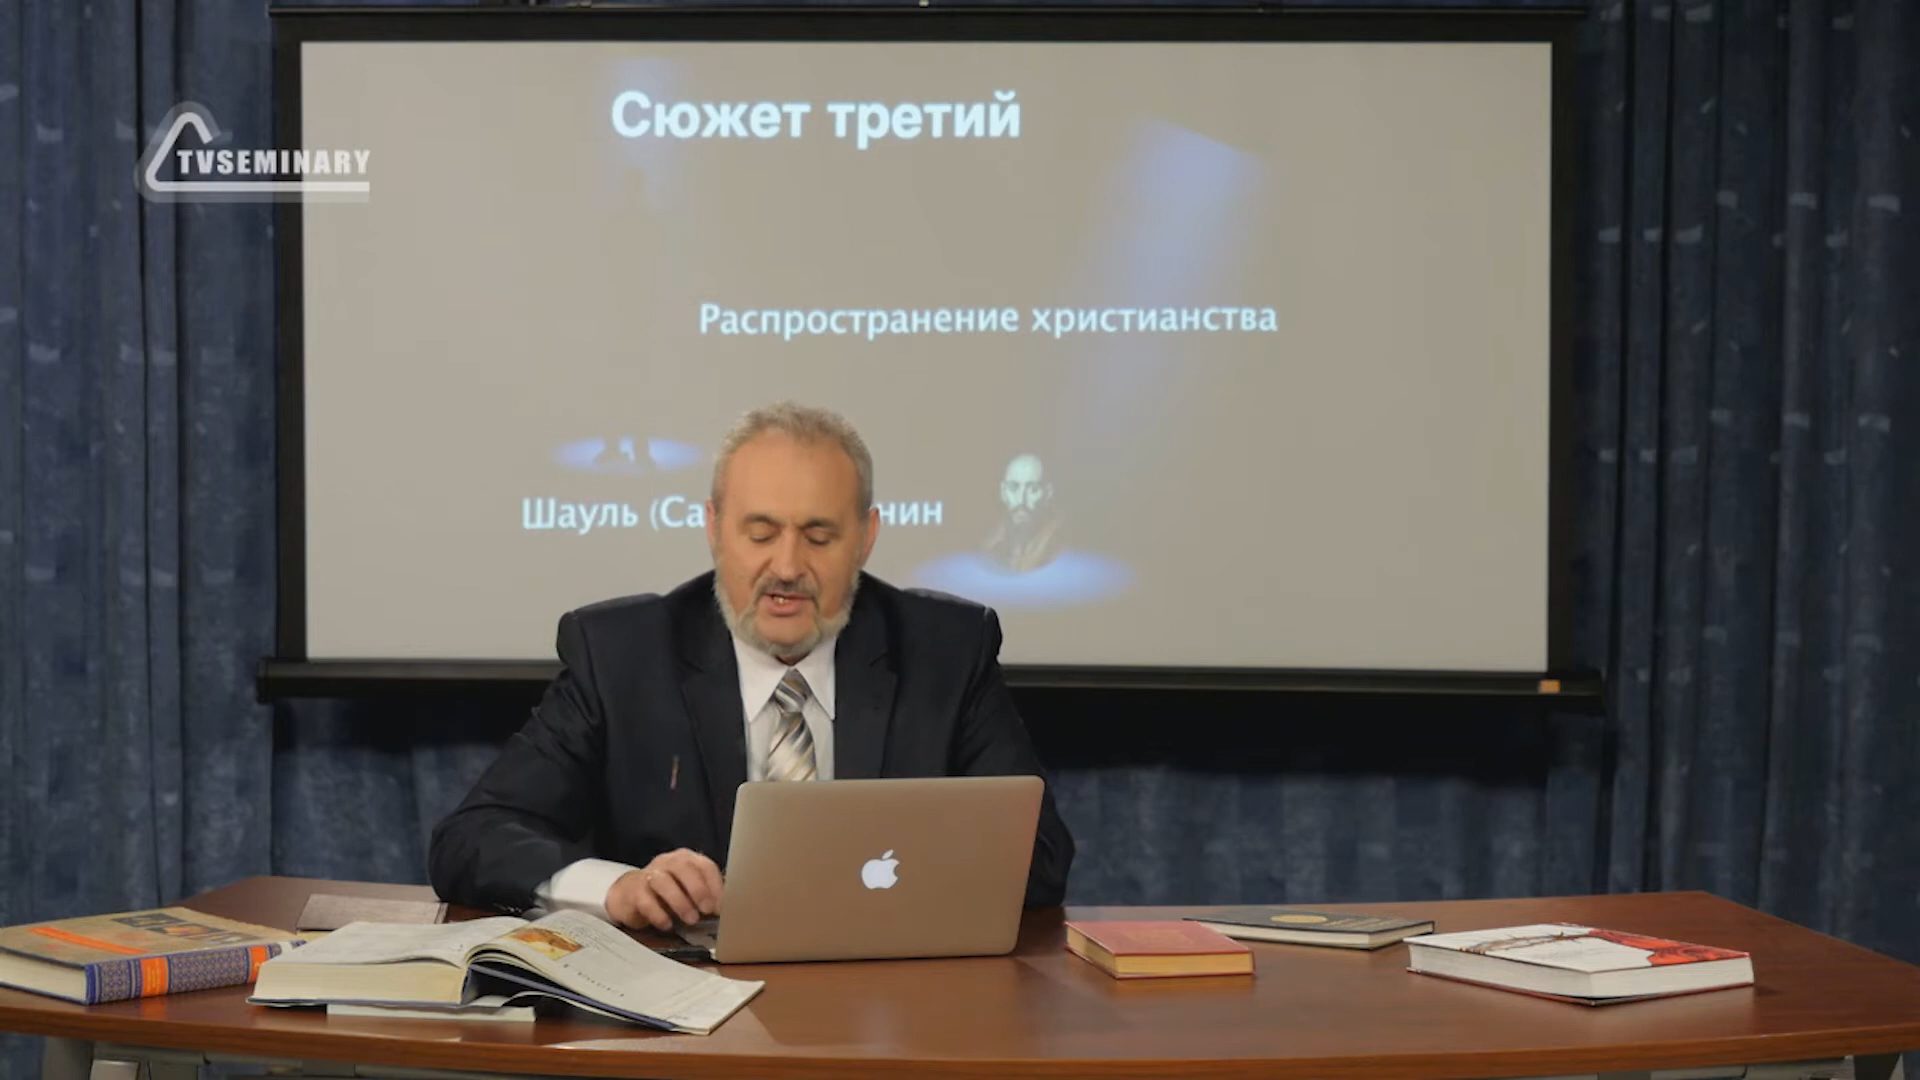 Сюжет третий
TVSEMINARY
Распространение христианства
Шауль (Са нин